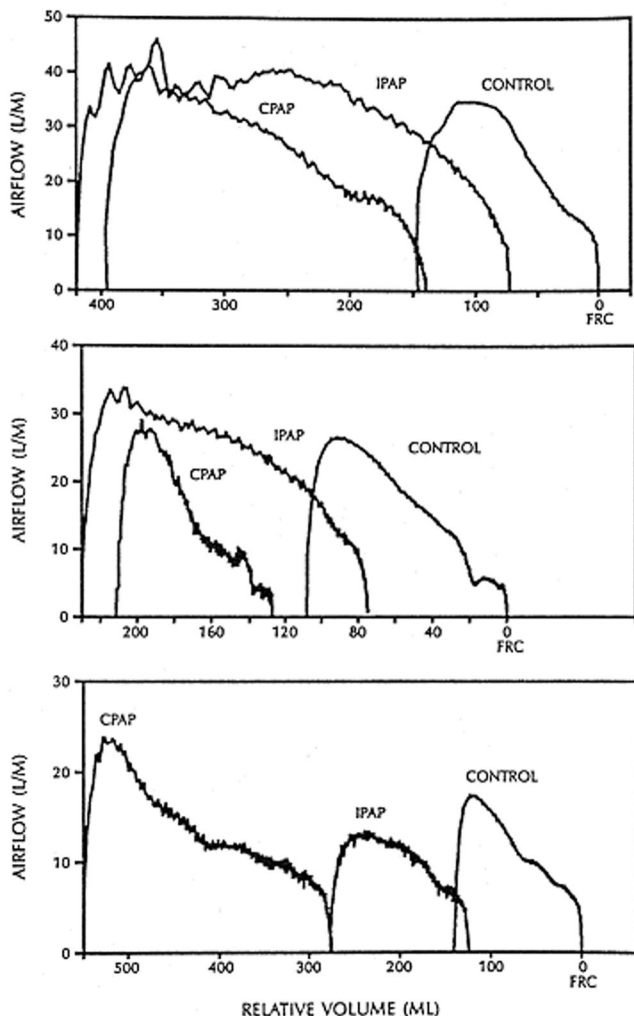 50
40
30
20
10
0
AIRFLOW (L/M)
IPAP
CPAP
CONTROL
400
300
200
100
0
FRC
40
30
20
10
0
AIRFLOW (L/M)
IPAP
CPAP
CONTROL
200
160
120
80
40
0
FRC
30
20
10
0
AIRFLOW (L/M)
CPAP
IPAP
CONTROL
500
400
300
200
100
0
FRC
RELATIVE VOLUME (ML)